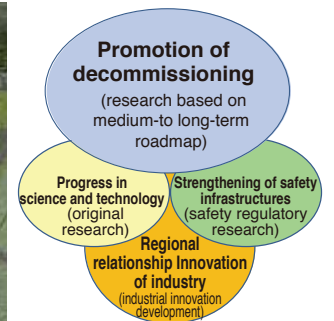 Promotion of
decommissioning
(research based on
medium-to long-term
roadmap)
Progress in
science and technology
(original
research)
Strengthening of safety
infrastructures
(safety regulatory
research)
Regional
relationship Innovation
of industry
(industrial innovation
development)